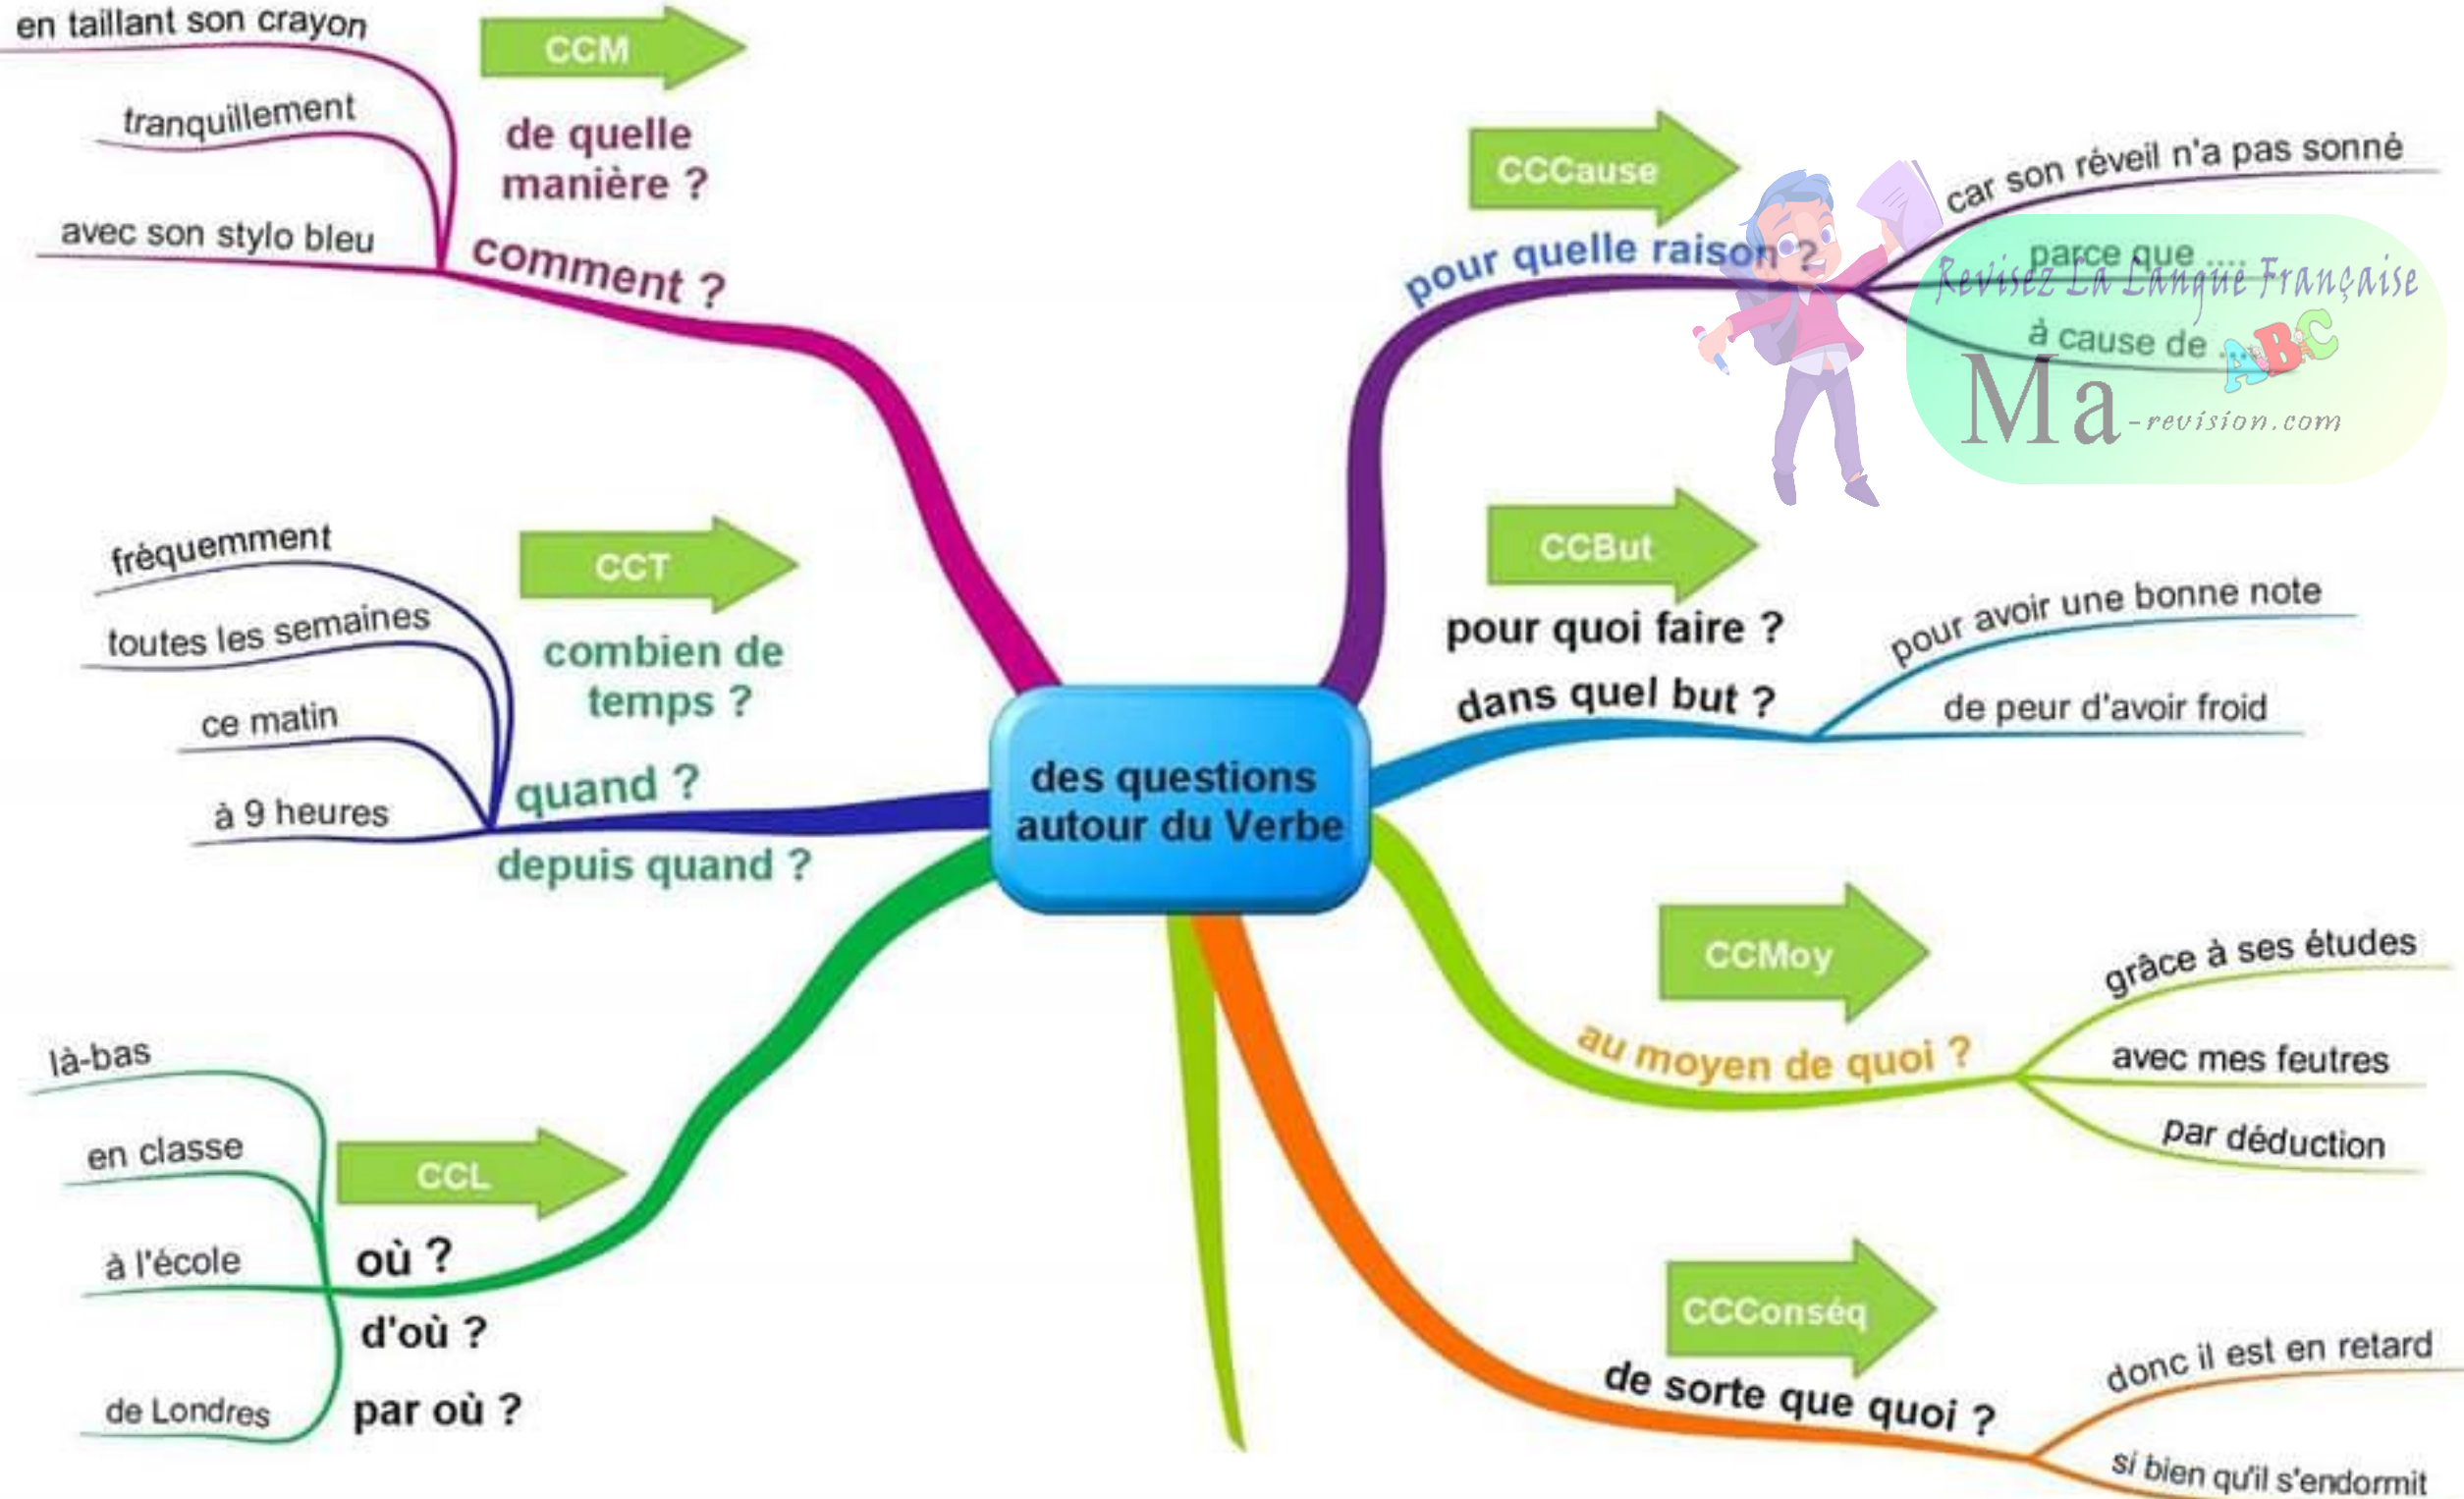 en taillant son crayon
tranquillement
avec son stylo bleu
CCM
de quelle
manière ?
comment ?
fréquemment
toutes les semaines
ce matin
à 9 heures
CCT
combien de
temps ?
quand ?
depuis quand ?
là-bas
en classe
à l'école
de Londres
CCL
où ?
d'où ?
par où ?
des questions
autour du Verbe
CCCause
pour quelle raison ?
car son réveil n'a pas sonné
parce que ....
à cause de ....
Revisez La Langue Française
ABC
Ma-revision.com
CCBut
pour quoi faire ?
dans quel but ?
pour avoir une bonne note
de peur d'avoir froid
CCMoy
au moyen de quoi ?
grâce à ses études
avec mes feutres
par déduction
CCConséq
de sorte que quoi ?
donc il est en retard
si bien qu'il s'endormit